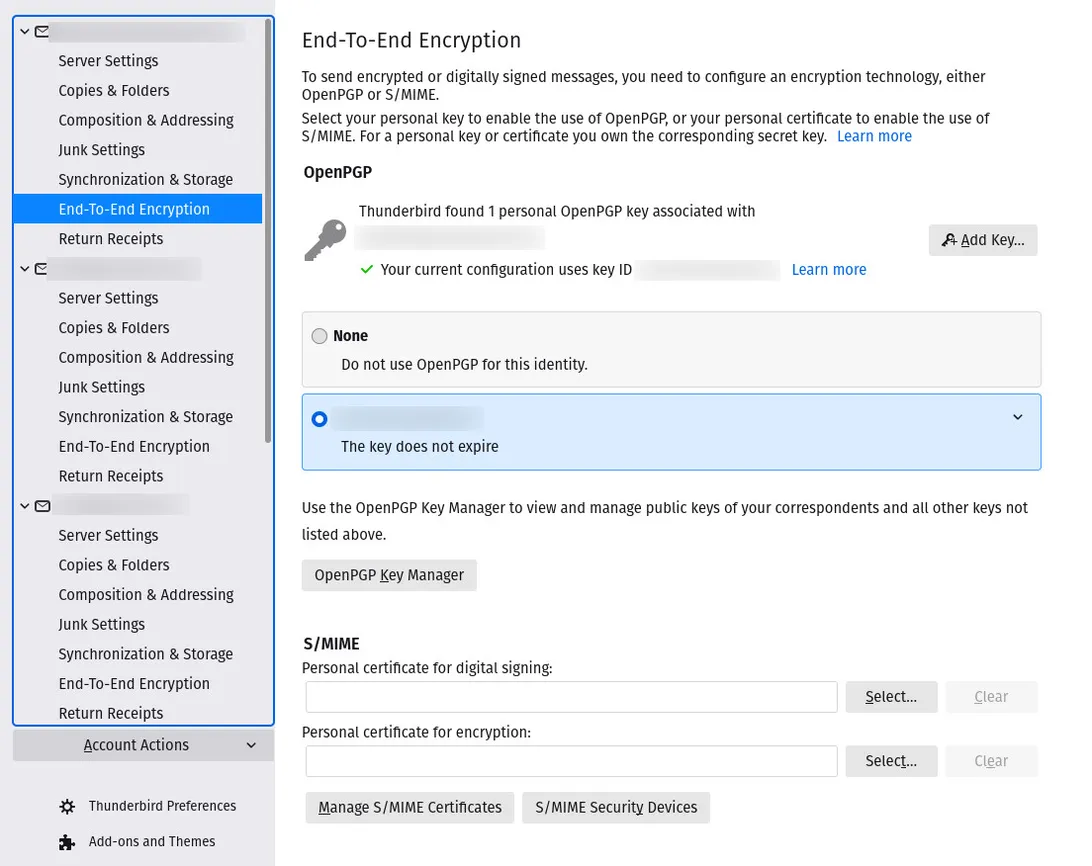 Server Settings
Copies & Folders
Composition & Addressing
Junk Settings
Synchronization & Storage
End-To-End Encryption
Return Receipts
Server Settings
Copies & Folders
Composition & Addressing
Junk Settings
Synchronization & Storage
End-To-End Encryption
Return Receipts
Server Settings
Copies & Folders
Composition & Addressing
Junk Settings
Synchronization & Storage
End-To-End Encryption
Return Receipts
Account Actions
Thunderbird Preferences
Add-ons and Themes
End-To-End Encryption
To send encrypted or digitally signed messages, you need to configure an encryption technology, either
OpenPGP or S/MIME.
Select your personal key to enable the use of OpenPGP, or your personal certificate to enable the use of
S/MIME. For a personal key or certificate you own the corresponding secret key. Learn more
OpenPGP
Thunderbird found 1 personal OpenPGP key associated with
Add Key...
Your current configuration uses key ID Learn more
None
Do not use OpenPGP for this identity.
The key does not expire
Use the OpenPGP Key Manager to view and manage public keys of your correspondents and all other keys not
listed above.
OpenPGP Key Manager
S/MIME
Personal certificate for digital signing:
Select... Clear
Personal certificate for encryption:
Select... Clear
Manage S/MIME Certificates S/MIME Security Devices